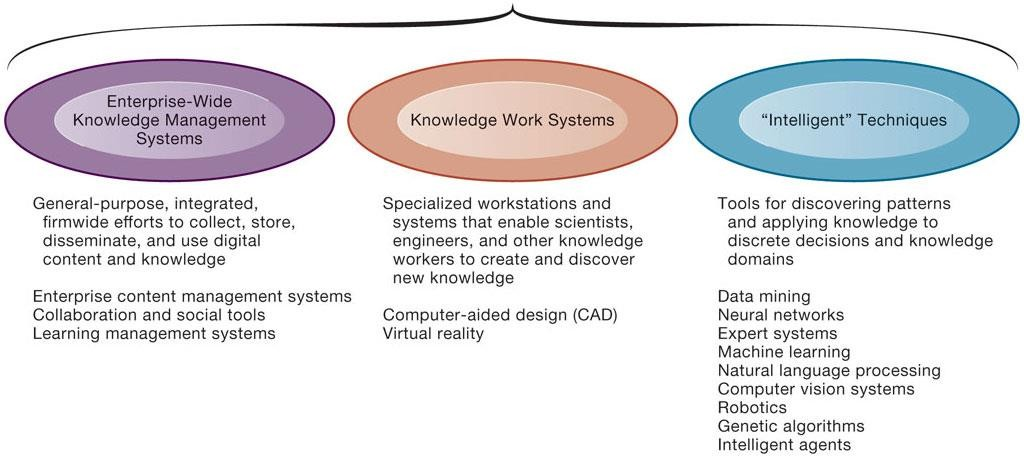 Enterprise-Wide
Knowledge Management
Systems
General-purpose, integrated,
firmwide efforts to collect, store,
disseminate, and use digital
content and knowledge
Enterprise content management systems
Collaboration and social tools
Learning management systems
Knowledge Work Systems
Specialized workstations and
systems that enable scientists,
engineers, and other knowledge
workers to create and discover
new knowledge
Computer-aided design (CAD)
Virtual reality
“Intelligent” Techniques
Tools for discovering patterns
and applying knowledge to
discrete decisions and knowledge
domains
Data mining
Neural networks
Expert systems
Machine learning
Natural language processing
Computer vision systems
Robotics
Genetic algorithms
Intelligent agents